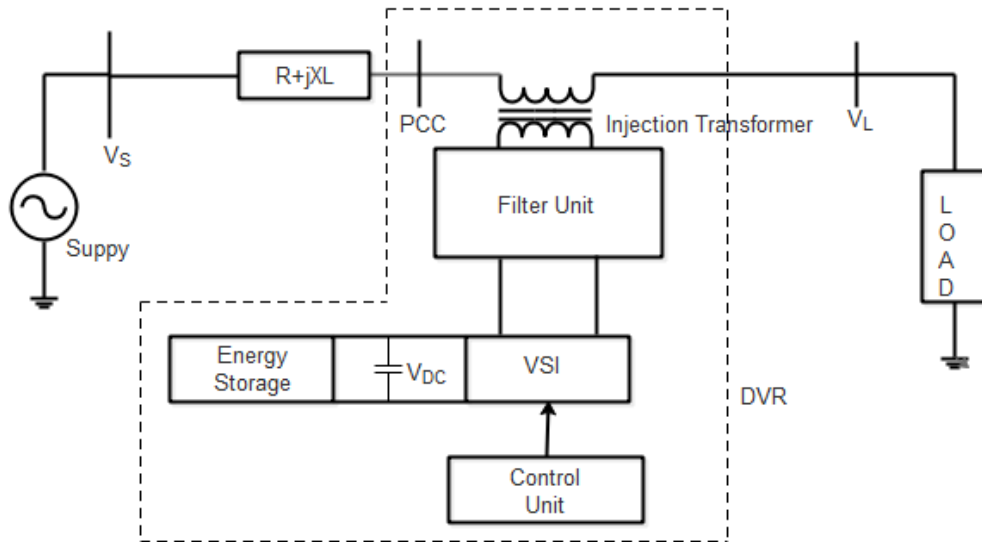 R+jXL
PCC
Injection Transformer
VS
VL
Suppy
Filter Unit
L
O
A
D
Energy
Storage
VDC
VSI
DVR
Control
Unit